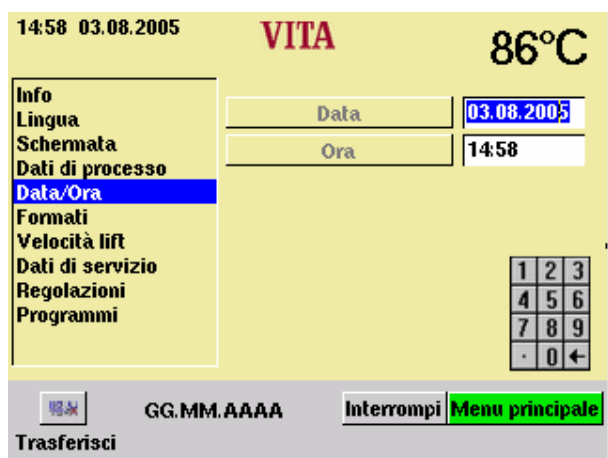 14:58 03.08.2005
VITA
86°C
Info
Lingua
Schermata
Dati di processo
Data/Ora
Formati
Velocità lift
Dati di servizio
Regolazioni
Programmi
Data
03.08.2005
Ora
14:58
1 2 3
4 5 6
7 8 9
. 0 ←
Trasferisci
GG.MM.AAAA
Interrompi
Menu principale